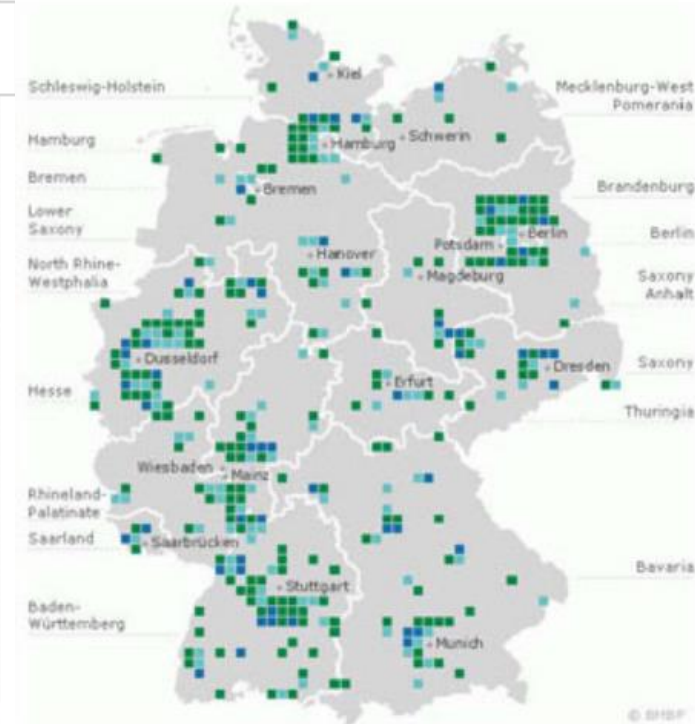 Schleswig-Holstein
Hamburg
Bremen
Lower
Saxony
North Rhine-
Westphalia
Hesse
Rhineland-
Palatinate
Saarland
Baden-
Württemberg
Kiel
Schwerin
Hamburg
Bremen
Hanover
Berlin
Potsdam
Magdeburg
Dusseldorf
Erfurt
Dresden
Wiesbaden
Mainz
Saarbrücken
Stuttgart
Munich
Mecklenburg-West
Pomerania
Brandenburg
Berlin
Saxony
Anhalt
Saxony
Thuringia
Bavaria
© BMBF